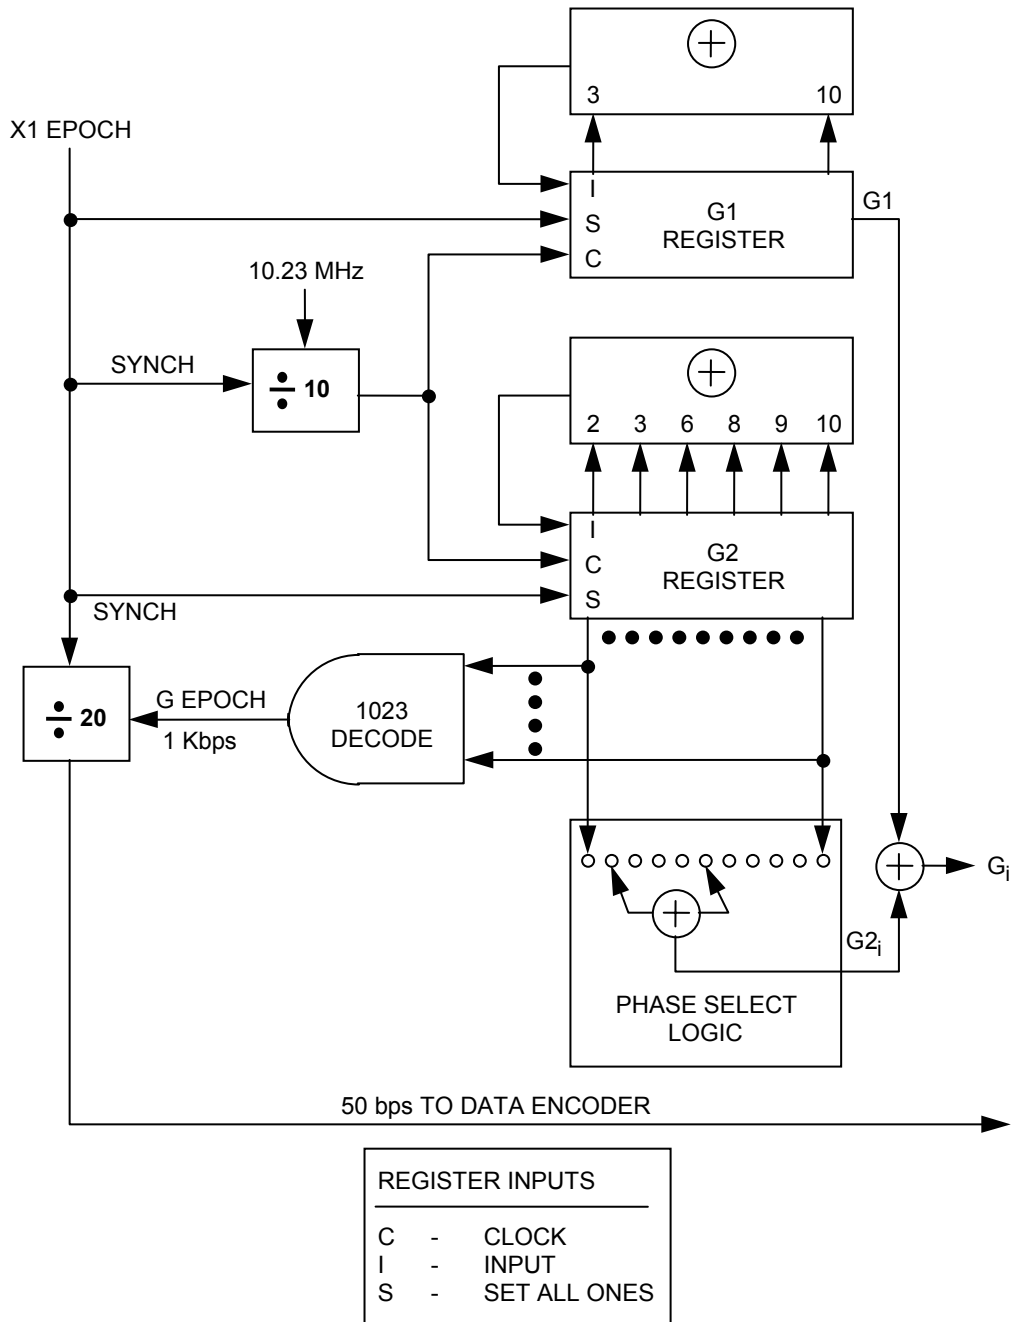 3 10
X1 EPOCH
I
S
C
G1
REGISTER
G1
10.23 MHz
SYNCH
÷ 10
2 3 6 8 9 10
I
C
S
G2
REGISTER
SYNCH
÷ 20
G EPOCH
1 Kbps
1023
DECODE
Gi
G2i
PHASE SELECT
LOGIC
50 bps TO DATA ENCODER
REGISTER INPUTS
C - CLOCK
I - INPUT
S - SET ALL ONES